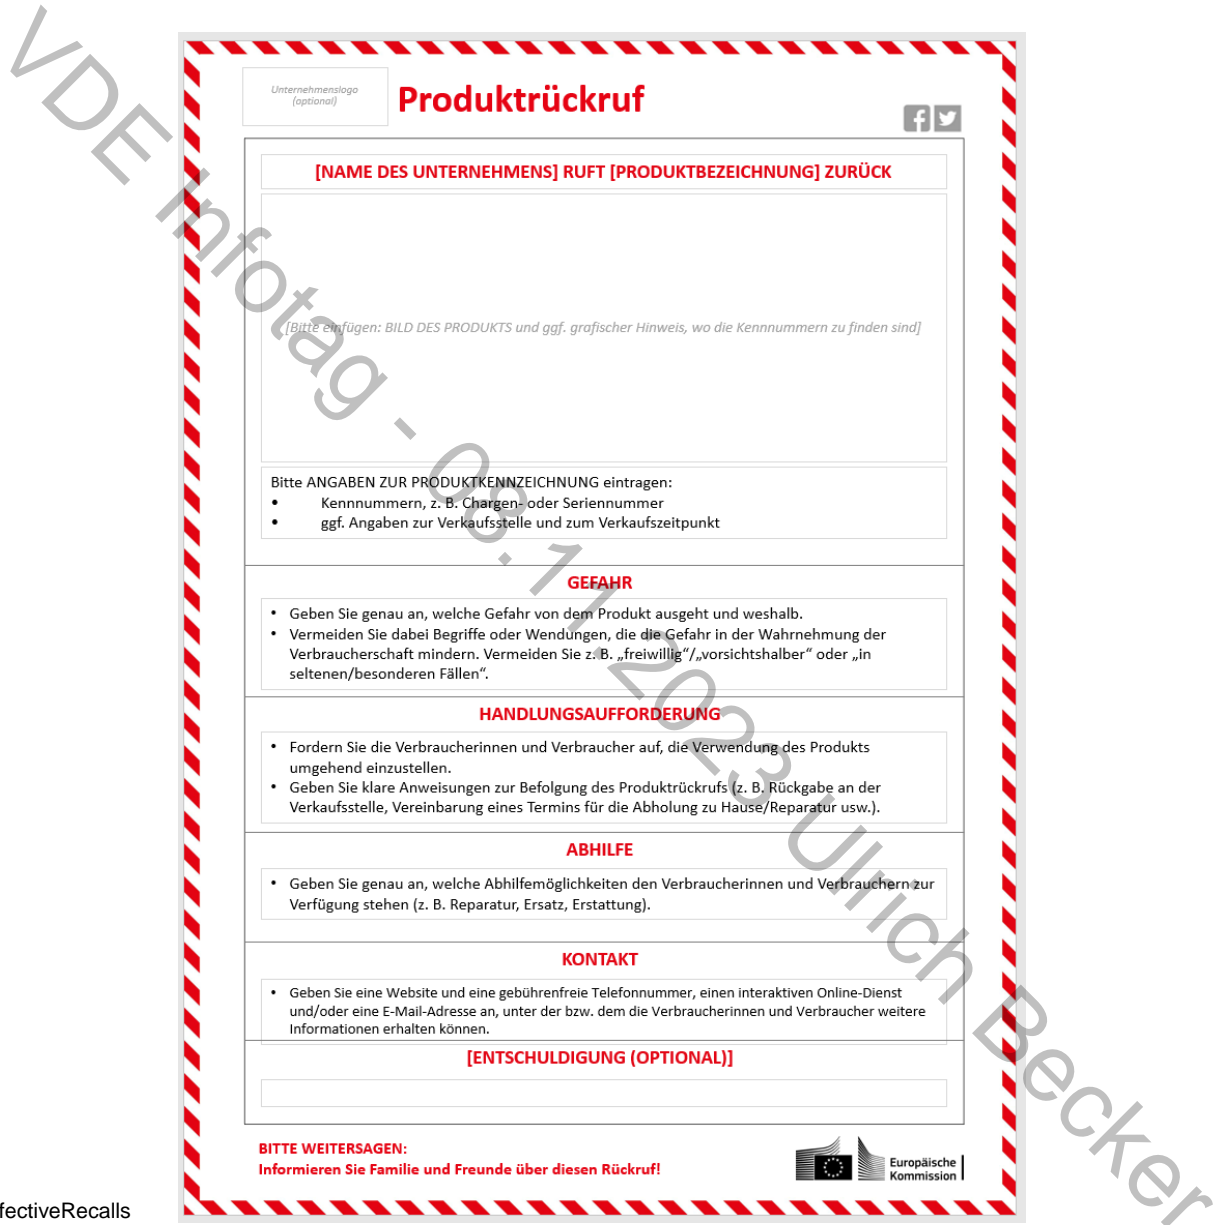 Unternehmenslogo
(optional)
Produktrückruf
[NAME DES UNTERNEHMENS] RUFT [PRODUKTBEZEICHNUNG] ZURÜCK
[Bitte einfügen: BILD DES PRODUKTS und ggf. grafischer Hinweis, wo die Kennnummern zu finden sind]
Bitte ANGABEN ZUR PRODUKTKENNZEICHNUNG eintragen:
• Kennnummern, z. B. Chargen- oder Seriennummer
• ggf. Angaben zur Verkaufsstelle und zum Verkaufszeitpunkt
GEFAHR
• Geben Sie genau an, welche Gefahr von dem Produkt ausgeht und weshalb.
• Vermeiden Sie dabei Begriffe oder Wendungen, die die Gefahr in der Wahrnehmung der
Verbraucherschaft mindern. Vermeiden Sie z. B. „freiwillig“/„vorsichtshalber“ oder „in
seltenen/besonderen Fällen“.
HANDLUNGSAUFFORDERUNG
• Fordern Sie die Verbraucherinnen und Verbraucher auf, die Verwendung des Produkts
umgehend einzustellen.
• Geben Sie klare Anweisungen zur Befolgung des Produktrückrufs (z. B. Rückgabe an der
Verkaufsstelle, Vereinbarung eines Termins für die Abholung zu Hause/Reparatur usw.).
ABHILFE
• Geben Sie genau an, welche Abhilfemöglichkeiten den Verbraucherinnen und Verbrauchern zur
Verfügung stehen (z. B. Reparatur, Ersatz, Erstattung).
KONTAKT
• Geben Sie eine Website und eine gebührenfreie Telefonnummer, einen interaktiven Online-Dienst
und/oder eine E-Mail-Adresse an, unter der bzw. dem die Verbraucherinnen und Verbraucher weitere
Informationen erhalten können.
[ENTSCHULDIGUNG (OPTIONAL)]
BITTE WEITERSAGEN:
Informieren Sie Familie und Freunde über diesen Rückruf!
Europäische
Kommission
fectiveRecalls
VDE Infotag - 08.11.2023 Ulrich Becker